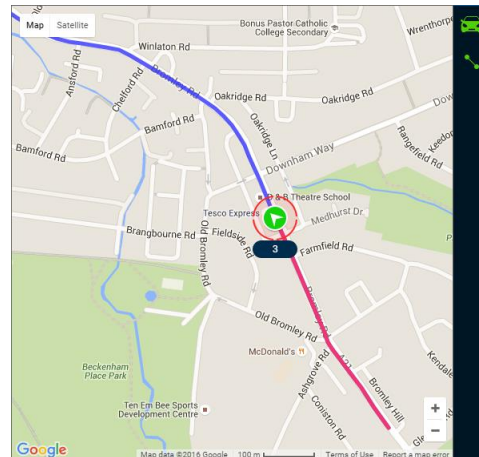 Map Satellite
Bonus Pastor Catholic
College Secondary
Wrenthorpe
Winlaton Rd
Bromley Rd
Ansford Rd
Chelford Rd
Oakridge Rd
Oakridge Rd
Bamford Rd
Oakridge Ln
Downham Way
Rangefield Rd
Bamford Rd
D & B Theatre School
Tesco Express
Medhurst Dr.
Old Bromley Rd
Fieldside Rd
Brangbourne Rd
Farmfield Rd
3
Bromley Rd
Old Bromley Rd
McDonald's
A21
Beckenham
Place Park
Ashgrove Rd
Bromley Hill
Coniston Rd
Ten Em Bee Sports
Development Centre
+
−
Google
Map data ©2016 Google 100 m Terms of Use Report a map error